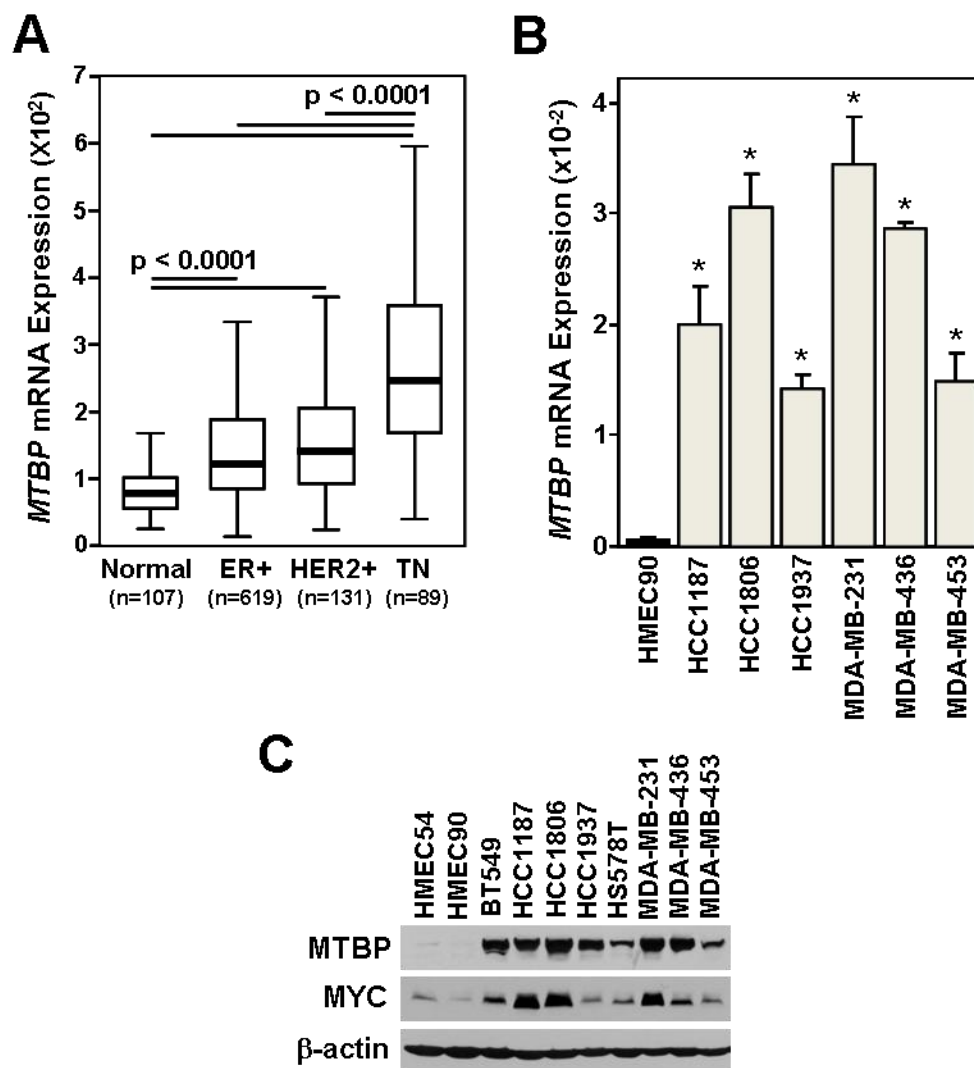 A
MTBP mRNA Expression (X10²)
7
6
5
4
3
2
1
0
p < 0.0001
p < 0.0001
Normal ER+ HER2+ TN
(n=107) (n=619) (n=131) (n=89)
B
MTBP mRNA Expression (x10⁻²)
4
3
2
1
0
* * * * * *
HMEC90
HCC1187
HCC1806
HCC1937
MDA-MB-231
MDA-MB-436
MDA-MB-453
C
HMEC54
HMEC90
BT549
HCC1187
HCC1806
HCC1937
HS578T
MDA-MB-231
MDA-MB-436
MDA-MB-453
MTBP
MYC
β-actin